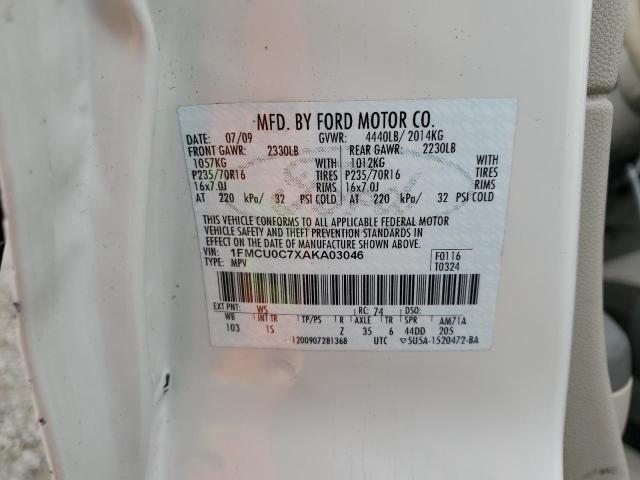 MFD. BY FORD MOTOR CO.
DATE: 07/09 GVWR: 4440LB/ 2014KG
FRONT GAWR: 2330LB REAR GAWR: 2230LB
1057KG WITH 1012KG WITH
P235/70R16 TIRES P235/70R16 TIRES
16x7.0J RIMS 16x7.0J RIMS
AT 220 kPa/ 32 PSI COLD AT 220 kPa/ 32 PSI COLD
THIS VEHICLE CONFORMS TO ALL APPLICABLE FEDERAL MOTOR
VEHICLE SAFETY AND THEFT PREVENTION STANDARDS IN
EFFECT ON THE DATE OF MANUFACTURE SHOWN ABOVE.
VIN: 1FMCU0C7XAKA03046 F0116
TYPE: MPV T0324
EXT PNT: WS RC: 74 DSO:
WB INT TR TP/PS R AXLE TR SPR AM71A
103 1S Z 35 6 44DD 205
1200907281368 UTC 5U5A-1520472-BA